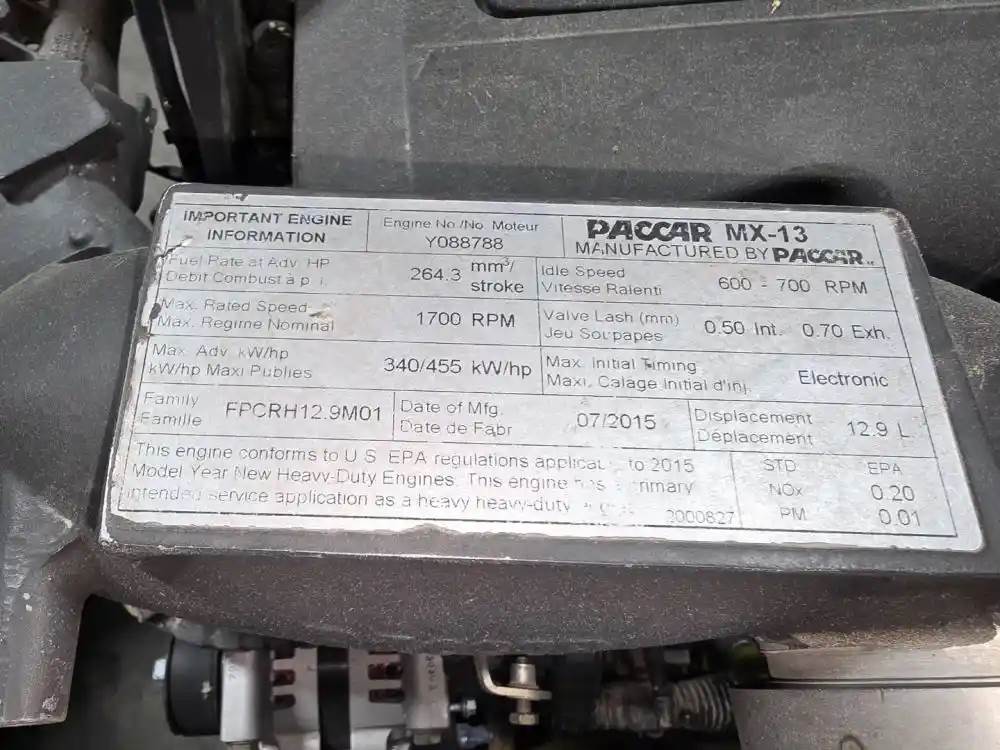 IMPORTANT ENGINE
INFORMATION
Engine No./No. Moteur
Y088788
PACCAR MX-13
MANUFACTURED BY PACCAR
Fuel Rate at Adv. HP
Debit Combust à p
264.3 mm³/
stroke
Idle Speed
Vitesse Ralenti
600 - 700 RPM
Max. Rated Speed
Max. Regime Nominal
1700 RPM
Valve Lash (mm)
Jeu Soupapes
0.50 Int. 0.70 Exh.
Max. Adv. kW/hp
kW/hp Maxi Publies
340/455 kW/hp
Max. Initial Timing
Maxi. Calage Initial d'inj.
Electronic
Family
Famille
FPCRH12.9M01
Date of Mfg.
Date de Fabr
07/2015
Displacement
Déplacement
12.9 L
This engine conforms to U.S. EPA regulations to 2015
Model Year New Heavy-Duty Engines. This engine has primary
intended service application as a heavy heavy-duty
2000827
STD EPA
NOx 0.20
PM 0.01